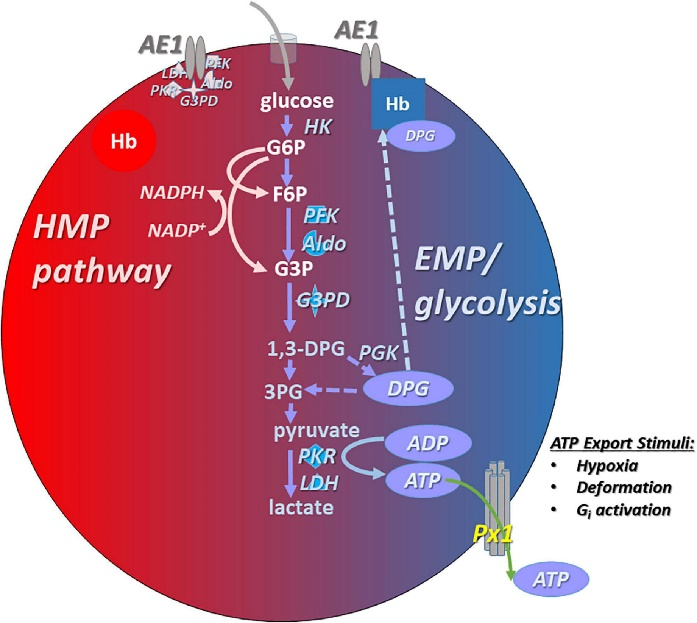 AE1
LDH PFK
PKR Aldo
G3PD
Hb
AE1
Hb
DPG
glucose
HK
G6P
F6P
NADPH
NADP+
PFK
Aldo
G3P
HMP
pathway
EMP/
glycolysis
G3PD
1,3-DPG
PGK
3PG
DPG
pyruvate
ADP
PKR
ATP
LDH
lactate
ATP Export Stimuli:
• Hypoxia
• Deformation
• Gi activation
Px1
ATP